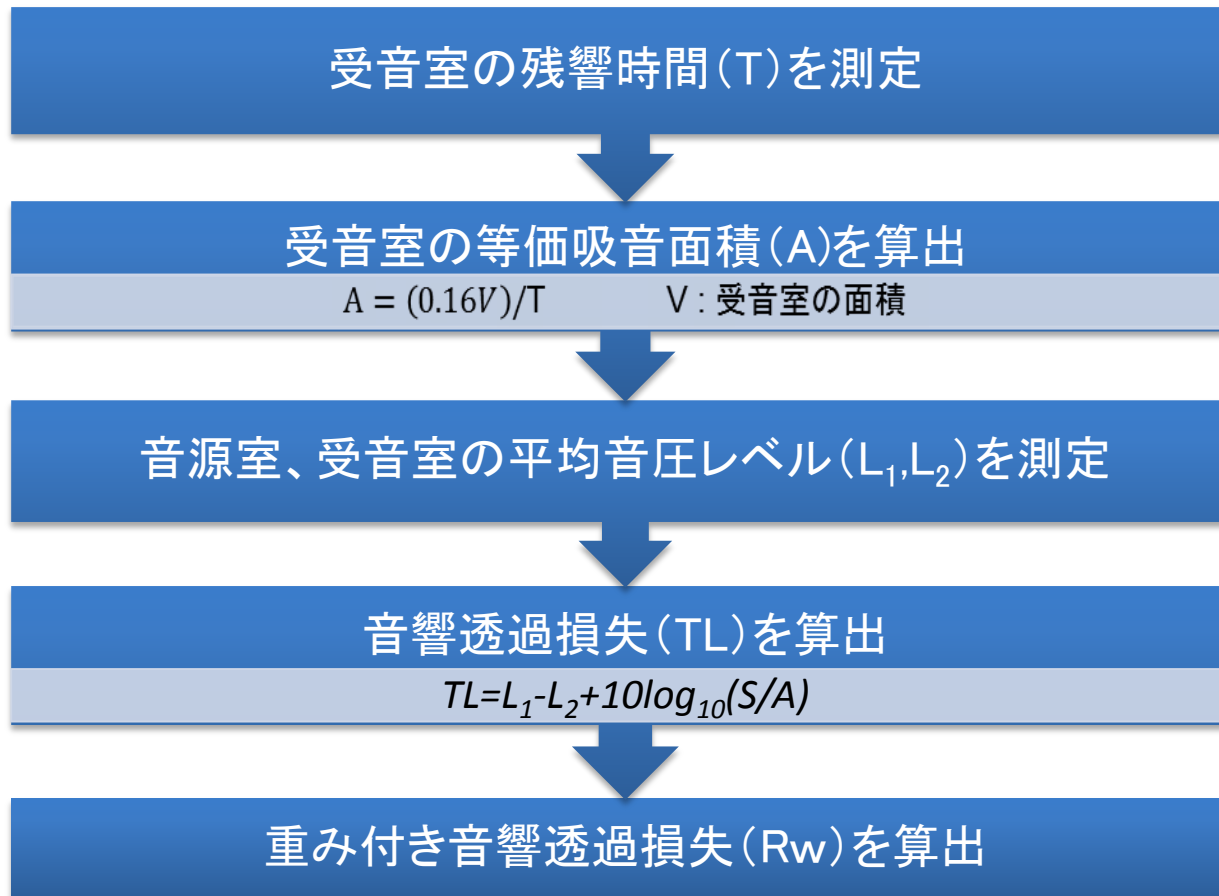 受音室の残響時間（T）を測定
受音室の等価吸音面積（A）を算出
A = (0.16V)/T V : 受音室の面積
音源室、受音室の平均音圧レベル（L₁,L₂）を測定
音響透過損失（TL）を算出
TL=L₁-L₂+10log₁₀(S/A)
重み付き音響透過損失（Rw）を算出